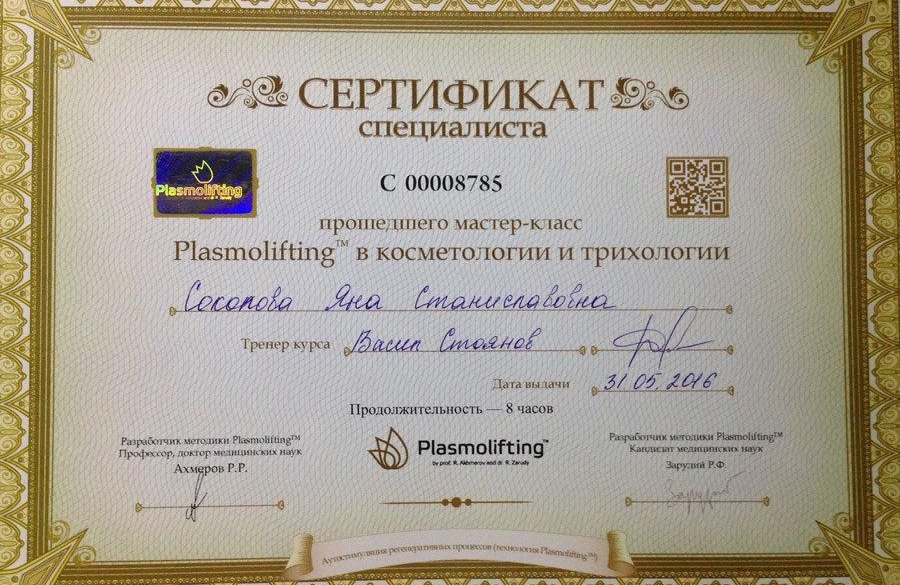 СЕРТИФИКАТ
специалиста
Plasmolifting
С 00008785
прошедшего мастер-класс
Plasmolifting™ в косметологии и трихологии
Соколова Яна Станиславовна
Тренер курса Васил Стоянов
Дата выдачи 31.05.2016
Продолжительность — 8 часов
Разработчик методики Plasmolifting™
Профессор, доктор медицинских наук
Ахмеров Р.Р.
Plasmolifting™
by prof. R. Akhmerov and dr. R. Zarudy
Разработчик методики Plasmolifting™
Кандидат медицинских наук
Зарудий Р.Ф.
Аутостимуляция регенеративных процессов (технология Plasmolifting™)